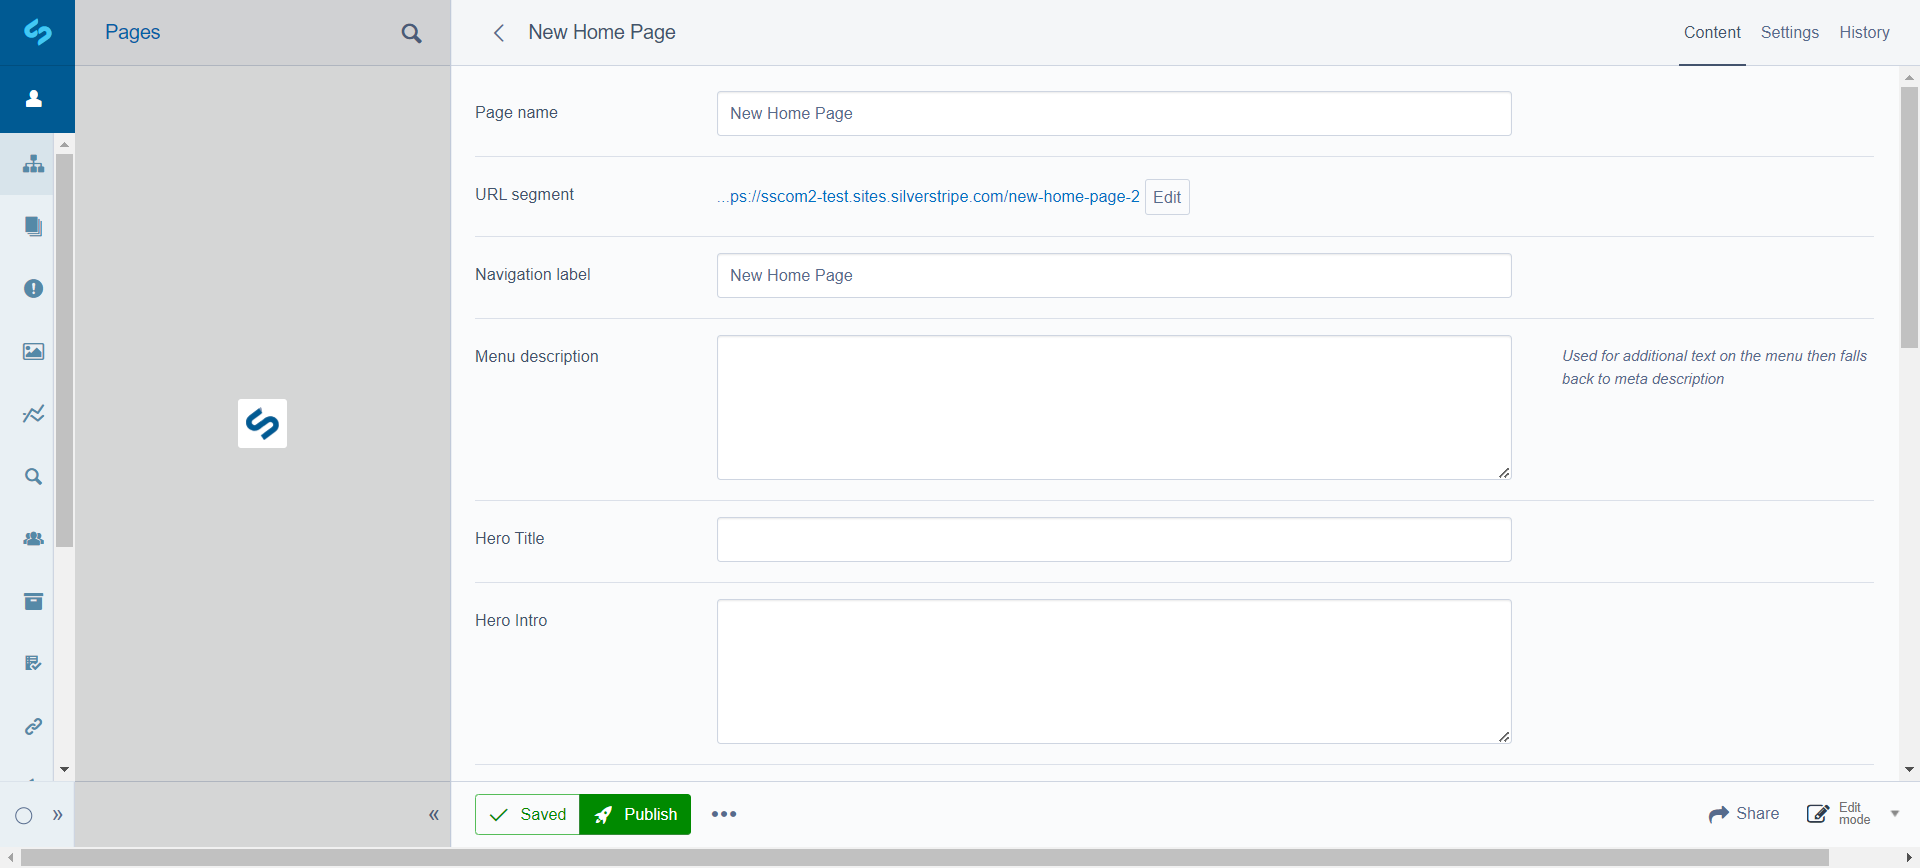 Pages
New Home Page
Content
Settings
History
Page name
New Home Page
URL segment
...ps://sscom2-test.sites.silverstripe.com/new-home-page-2
Edit
Navigation label
New Home Page
Menu description
Used for additional text on the menu then falls
back to meta description
Hero Title
Hero Intro
Saved
Publish
Share
Edit
mode